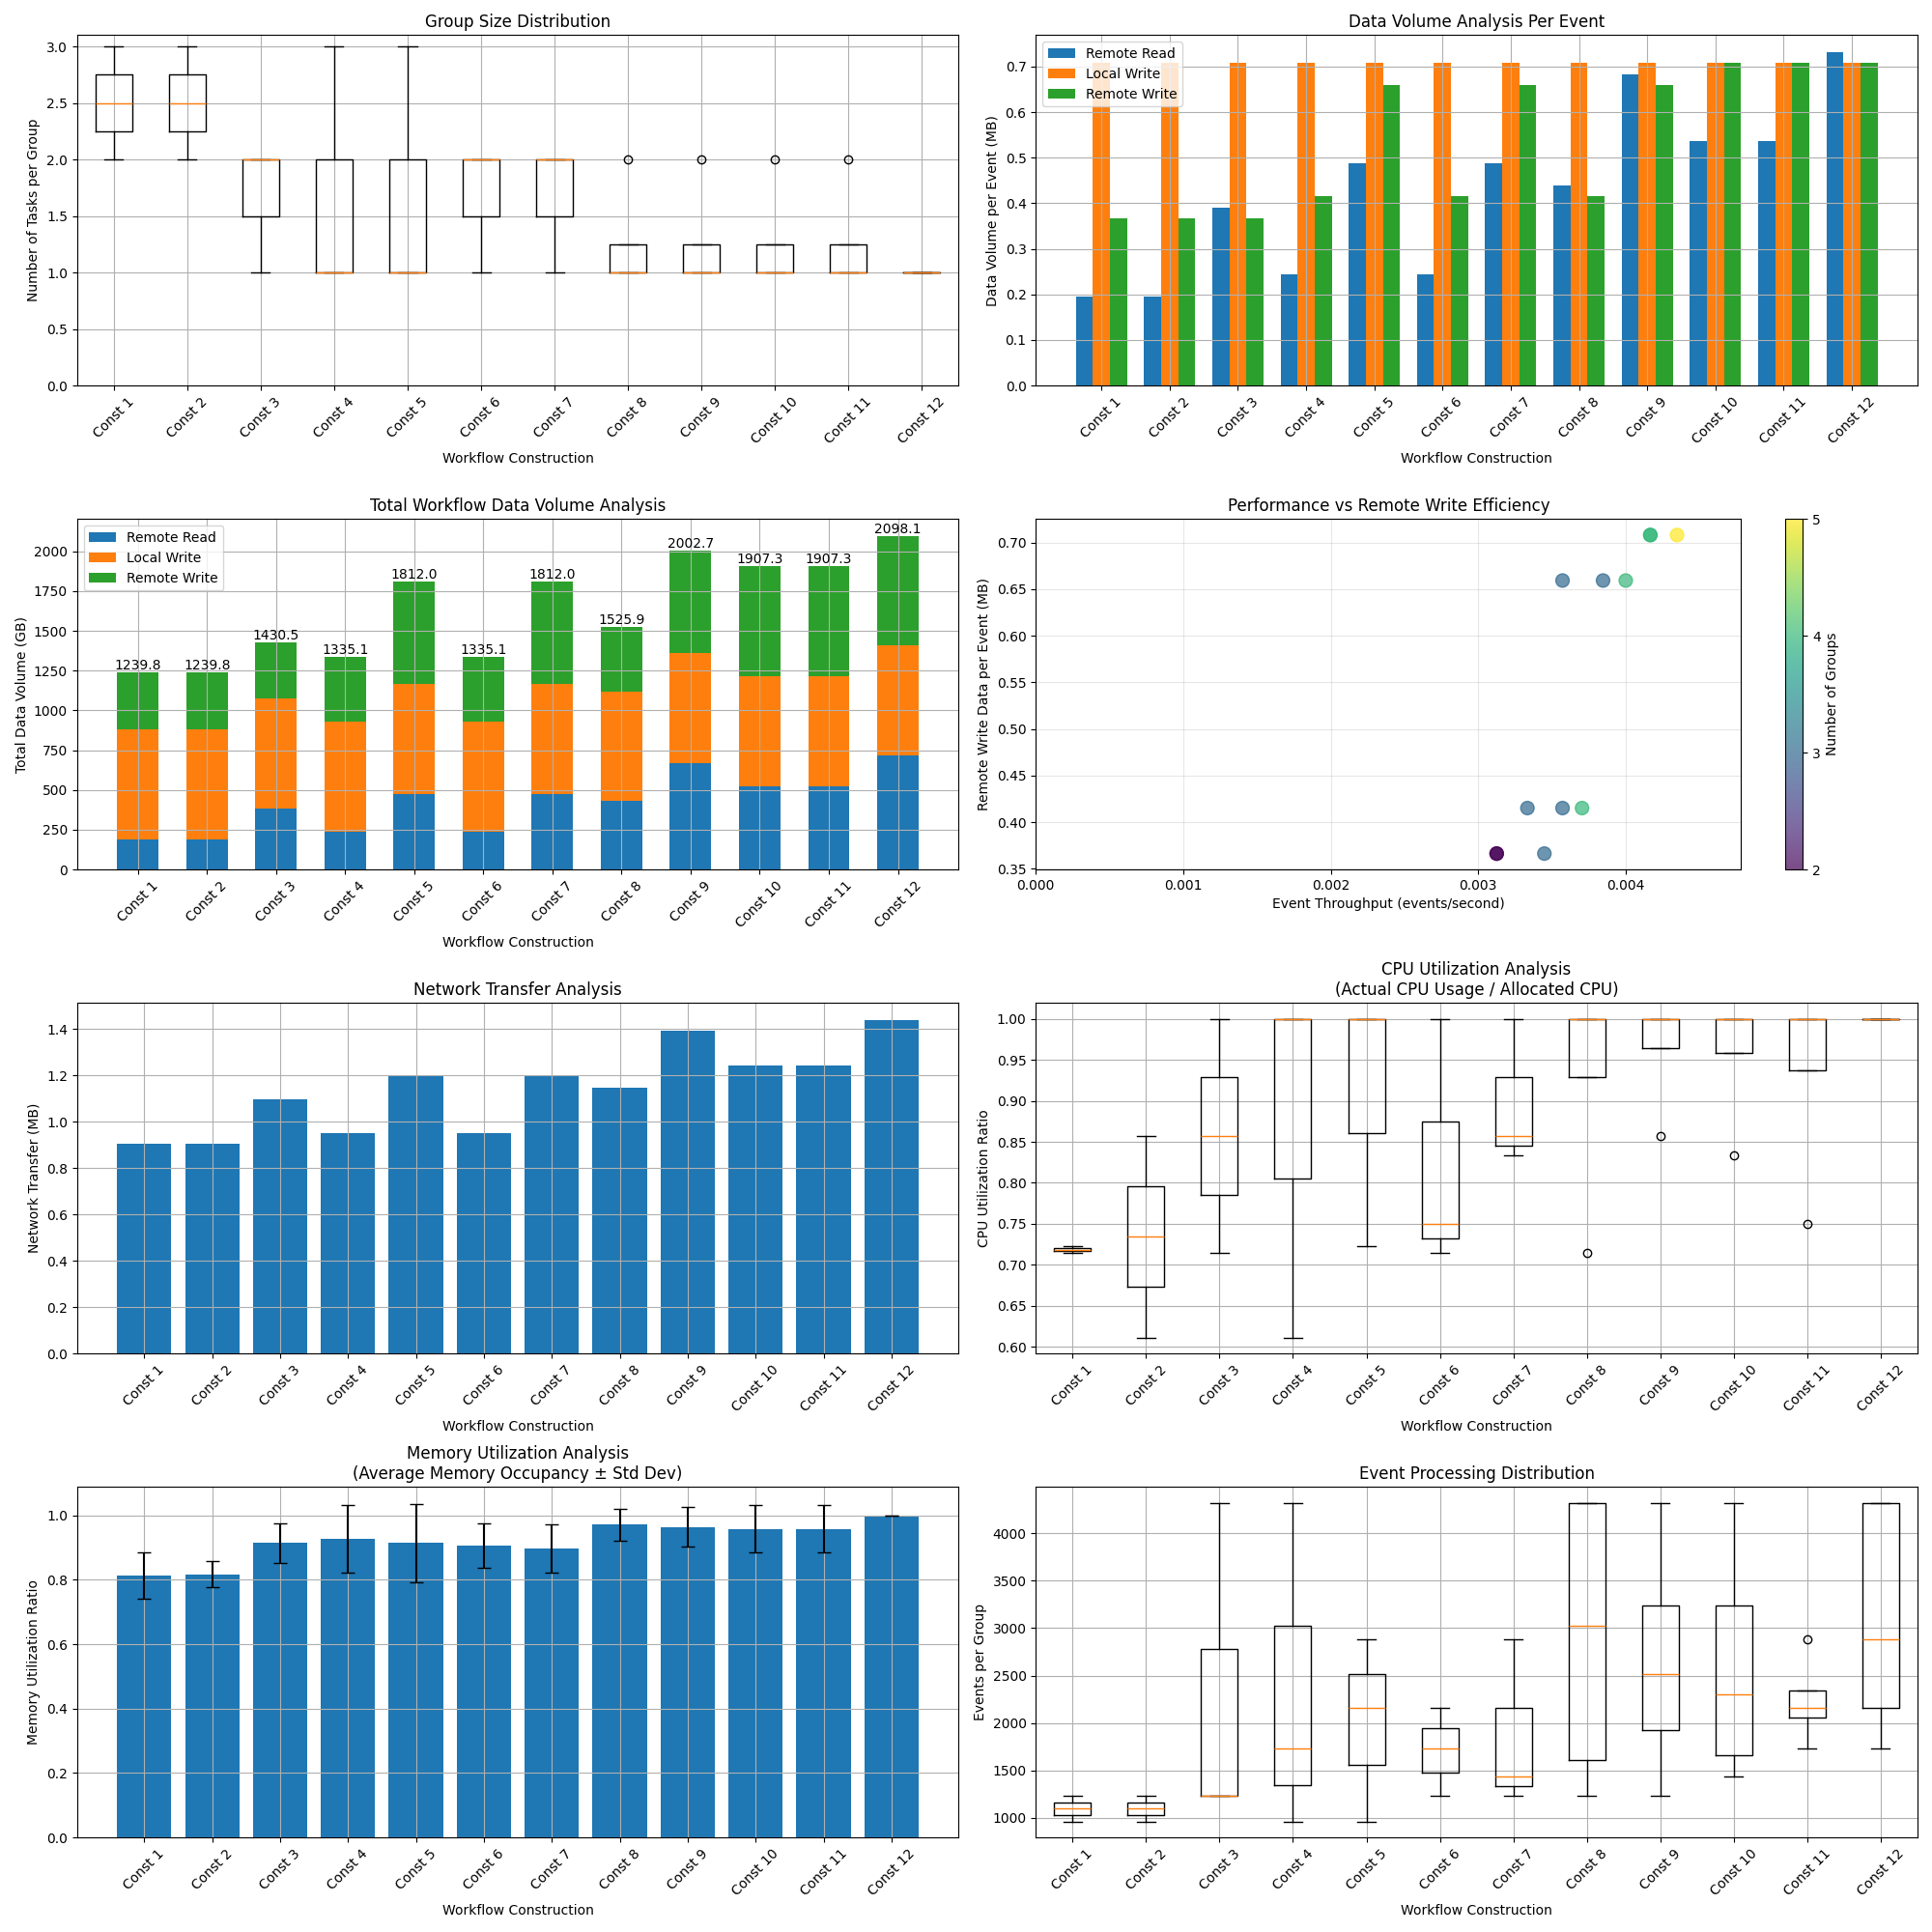 Group Size Distribution
Number of Tasks per Group
3.0
2.5
2.0
1.5
1.0
0.5
0.0
Const 1
Const 2
Const 3
Const 4
Const 5
Const 6
Const 7
Const 8
Const 9
Const 10
Const 11
Const 12
Workflow Construction
Data Volume Analysis Per Event
Remote Read
Local Write
Remote Write
Data Volume per Event (MB)
0.7
0.6
0.5
0.4
0.3
0.2
0.1
0.0
Const 1
Const 2
Const 3
Const 4
Const 5
Const 6
Const 7
Const 8
Const 9
Const 10
Const 11
Const 12
Workflow Construction
Total Workflow Data Volume Analysis
Remote Read
Local Write
Remote Write
Total Data Volume (GB)
2000
1750
1500
1250
1000
750
500
250
0
1239.8
1239.8
1430.5
1335.1
1812.0
1335.1
1812.0
1525.9
2002.7
1907.3
1907.3
2098.1
Const 1
Const 2
Const 3
Const 4
Const 5
Const 6
Const 7
Const 8
Const 9
Const 10
Const 11
Const 12
Workflow Construction
Performance vs Remote Write Efficiency
Remote Write Data per Event (MB)
0.70
0.65
0.60
0.55
0.50
0.45
0.40
0.35
0.000
0.001
0.002
0.003
0.004
Event Throughput (events/second)
5
4
3
2
Number of Groups
Network Transfer Analysis
Network Transfer (MB)
1.4
1.2
1.0
0.8
0.6
0.4
0.2
0.0
Const 1
Const 2
Const 3
Const 4
Const 5
Const 6
Const 7
Const 8
Const 9
Const 10
Const 11
Const 12
Workflow Construction
CPU Utilization Analysis
(Actual CPU Usage / Allocated CPU)
CPU Utilization Ratio
1.00
0.95
0.90
0.85
0.80
0.75
0.70
0.65
0.60
Const 1
Const 2
Const 3
Const 4
Const 5
Const 6
Const 7
Const 8
Const 9
Const 10
Const 11
Const 12
Workflow Construction
Memory Utilization Analysis
(Average Memory Occupancy ± Std Dev)
Memory Utilization Ratio
1.0
0.8
0.6
0.4
0.2
0.0
Const 1
Const 2
Const 3
Const 4
Const 5
Const 6
Const 7
Const 8
Const 9
Const 10
Const 11
Const 12
Workflow Construction
Event Processing Distribution
Events per Group
4000
3500
3000
2500
2000
1500
1000
Const 1
Const 2
Const 3
Const 4
Const 5
Const 6
Const 7
Const 8
Const 9
Const 10
Const 11
Const 12
Workflow Construction